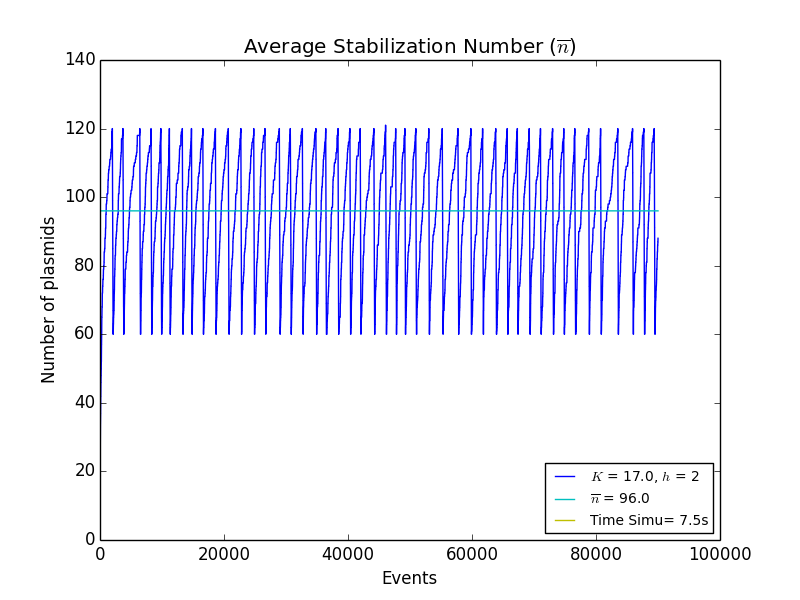 Average Stabilization Number (n̅)
140
120
100
80
60
40
20
0
Number of plasmids
0 20000 40000 60000 80000 100000
Events
K = 17.0, h = 2
n̅ = 96.0
Time Simu= 7.5s